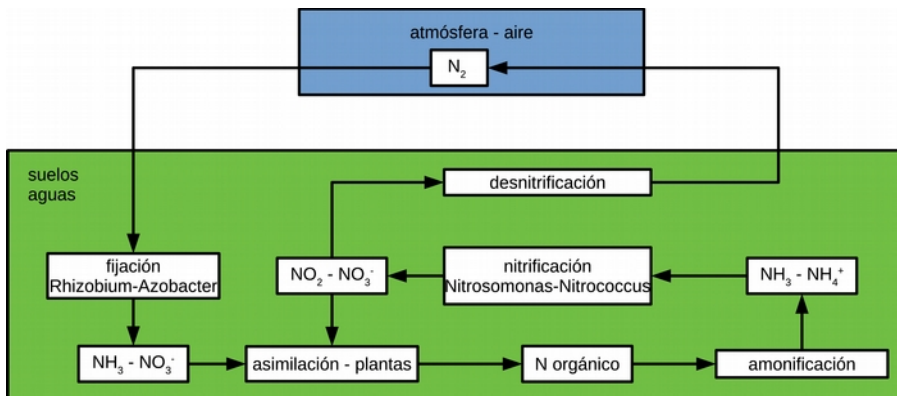 atmósfera - aire
N₂
suelos
aguas
desnitrificación
fijación
Rhizobium-Azobacter
NO₂ - NO₃⁻
nitrificación
Nitrosomonas-Nitrococcus
NH₃ - NH₄⁺
NH₃ - NO₃⁻
asimilación - plantas
N orgánico
amonificación